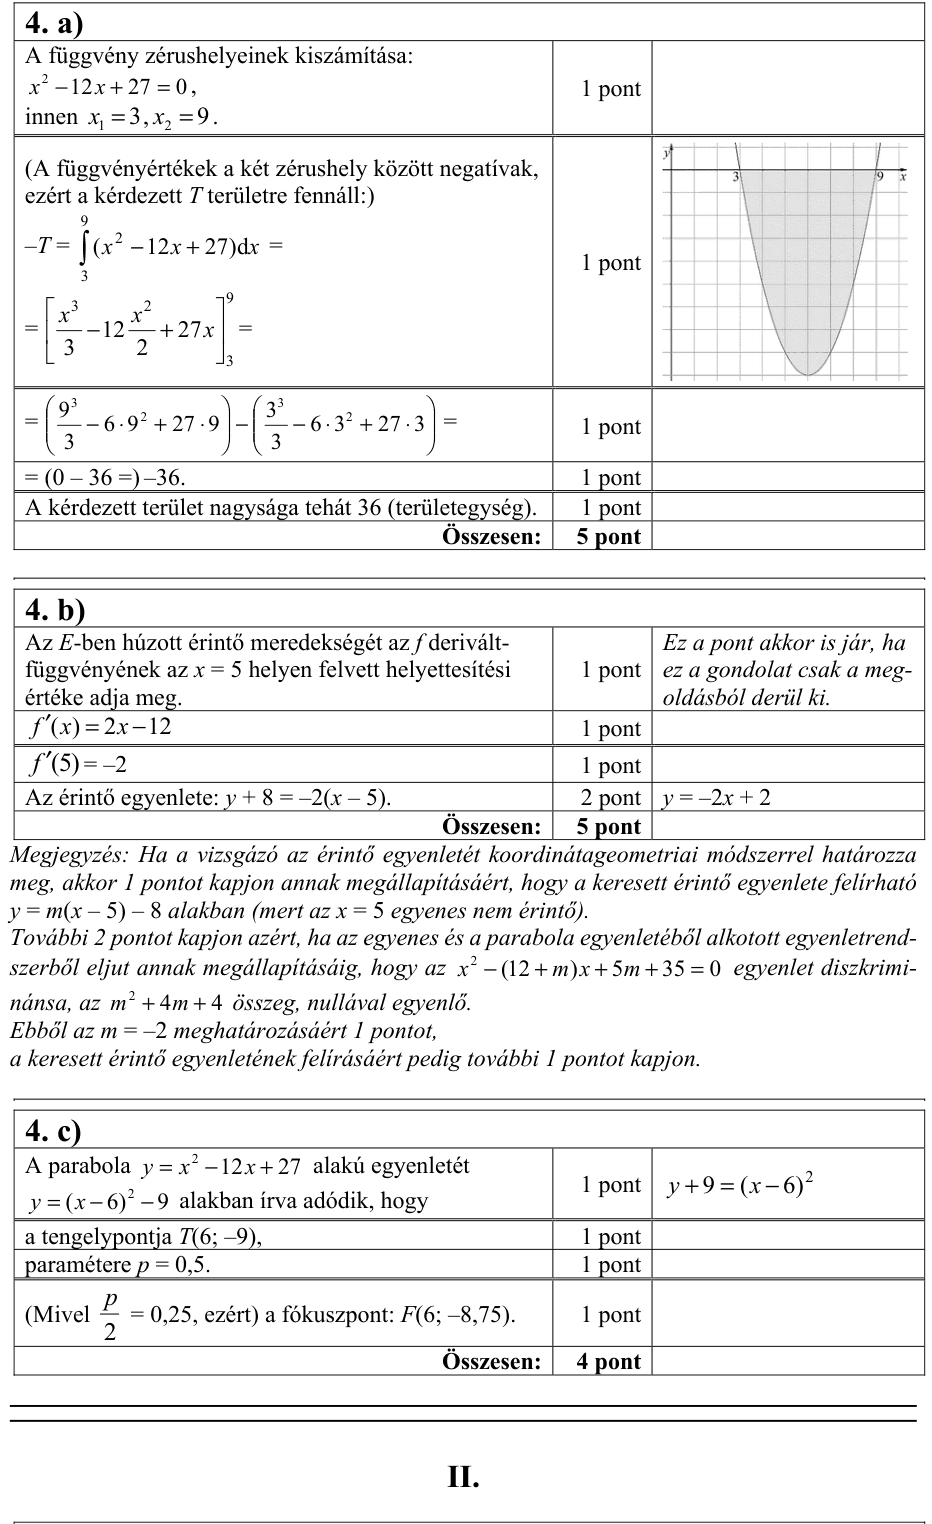 4. a)
A függvény zérushelyeinek kiszámítása:
x² – 12x + 27 = 0,
innen x₁ = 3, x₂ = 9.
1 pont
(A függvényértékek a két zérushely között negatívak,
ezért a kérdezett T területre fennáll:)
–T = ∫₃⁹ (x² – 12x + 27)dx =
= [x³/3 – 12 x²/2 + 27x]₃⁹ =
1 pont
y
3
9
x
= (9³/3 – 6·9² + 27·9) – (3³/3 – 6·3² + 27·3) =
1 pont
= (0 – 36 =) –36.
1 pont
A kérdezett terület nagysága tehát 36 (területegység).
1 pont
Összesen:
5 pont
4. b)
Az E-ben húzott érintő meredekségét az f derivált-
függvényének az x = 5 helyen felvett helyettesítési
értéke adja meg.
1 pont
Ez a pont akkor is jár, ha
ez a gondolat csak a meg-
oldásból derül ki.
f′(x) = 2x – 12
1 pont
f′(5) = –2
1 pont
Az érintő egyenlete: y + 8 = –2(x – 5).
2 pont
y = –2x + 2
Összesen:
5 pont
Megjegyzés: Ha a vizsgázó az érintő egyenletét koordinátageometriai módszerrel határozza
meg, akkor 1 pontot kapjon annak megállapításáért, hogy a keresett érintő egyenlete felírható
y = m(x – 5) – 8 alakban (mert az x = 5 egyenes nem érintő).
További 2 pontot kapjon azért, ha az egyenes és a parabola egyenletéből alkotott egyenletrend-
szerből eljut annak megállapításáig, hogy az x² – (12 + m)x + 5m + 35 = 0 egyenlet diszkrimi-
nánsa, az m² + 4m + 4 összeg, nullával egyenlő.
Ebből az m = –2 meghatározásáért 1 pontot,
a keresett érintő egyenletének felírásáért pedig további 1 pontot kapjon.
4. c)
A parabola y = x² – 12x + 27 alakú egyenletét
y = (x – 6)² – 9 alakban írva adódik, hogy
1 pont
y + 9 = (x – 6)²
a tengelypontja T(6; –9),
1 pont
paramétere p = 0,5.
1 pont
(Mivel p/2 = 0,25, ezért) a fókuszpont: F(6; –8,75).
1 pont
Összesen:
4 pont
II.